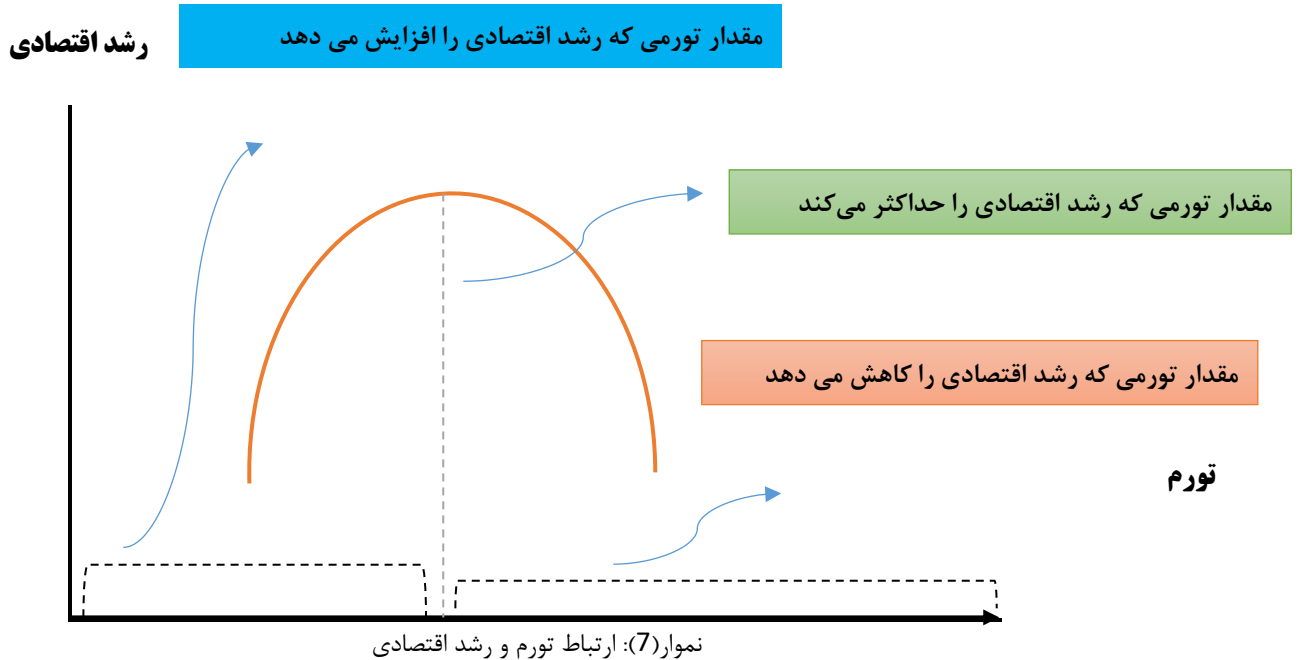 رشد اقتصادی
مقدار تورمی که رشد اقتصادی را افزایش می دهد
مقدار تورمی که رشد اقتصادی را حداکثر می‌کند
مقدار تورمی که رشد اقتصادی را کاهش می دهد
تورم
نموار(7): ارتباط تورم و رشد اقتصادی